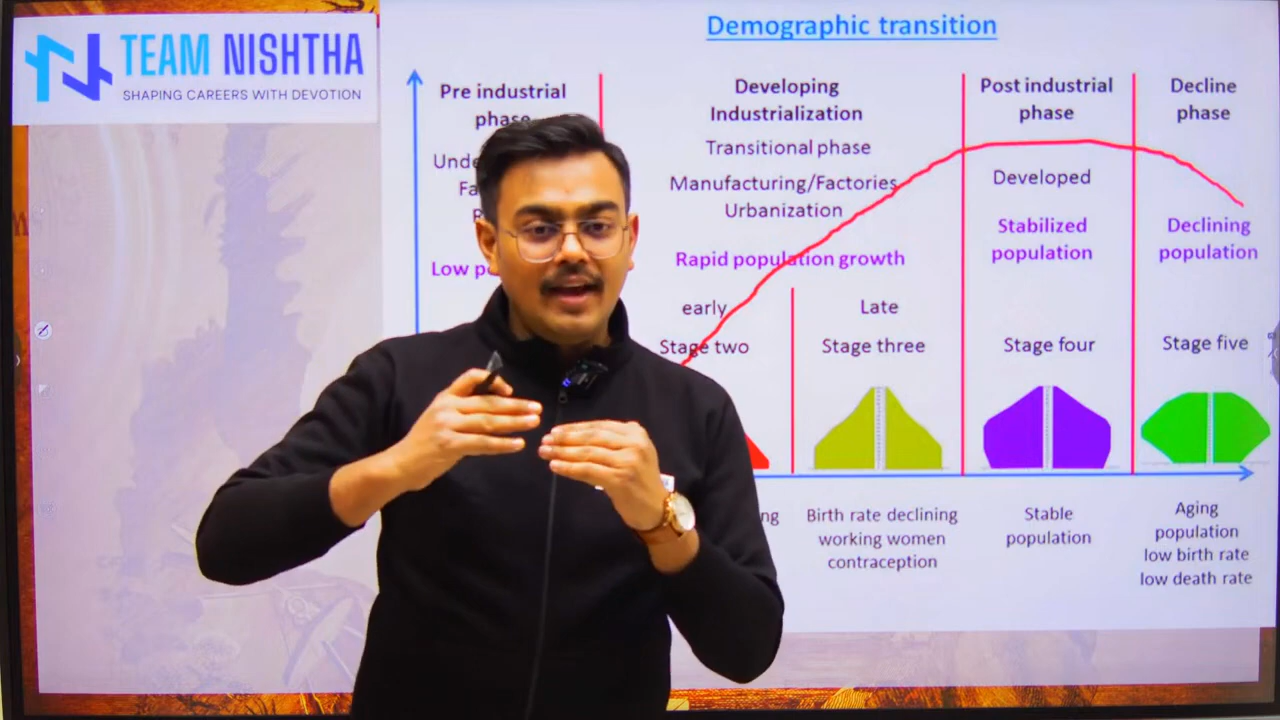 TEAM NISHTHA
SHAPING CAREERS WITH DEVOTION
Demographic transition
Pre industrial
phase
Low
Developing
Industrialization
Transitional phase
Manufacturing/Factories
Urbanization
Rapid population growth
early
Late
Stage two
Stage three
Birth rate declining
working women
contraception
Post industrial
phase
Developed
Stabilized
population
Stage four
Stable
population
Decline
phase
Declining
population
Stage five
Aging
population
low birth rate
low death rate